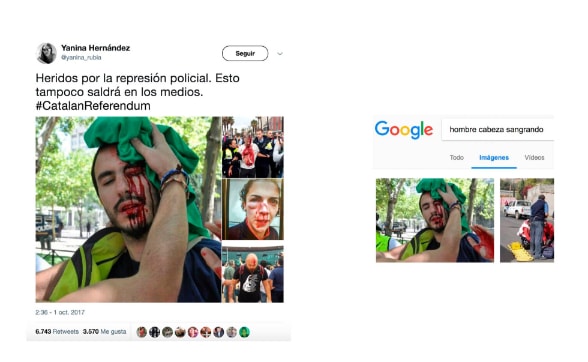 Yanina Hernández
@yanina_rubia
Seguir
Heridos por la represión policial. Esto
tampoco saldrá en los medios.
#CatalanReferendum
2:36 - 1 oct. 2017
6.743 Retweets 3.570 Me gusta
Google
hombre cabeza sangrando
Todo Imágenes Vídeos